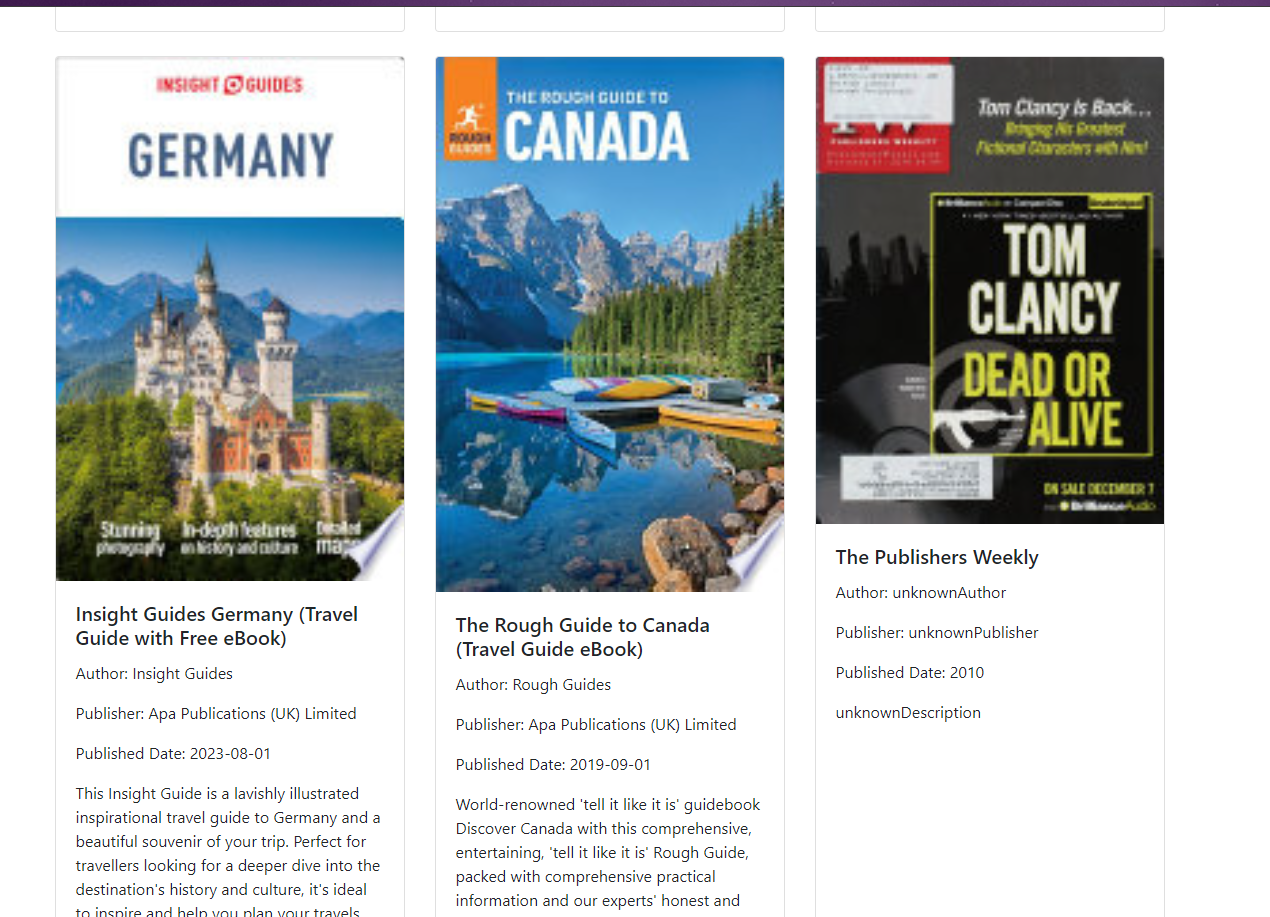 INSIGHT GUIDES
GERMANY
Stunning photography
In-depth features on history and culture
Detailed maps
Insight Guides Germany (Travel
Guide with Free eBook)
Author: Insight Guides
Publisher: Apa Publications (UK) Limited
Published Date: 2023-08-01
This Insight Guide is a lavishly illustrated
inspirational travel guide to Germany and a
beautiful souvenir of your trip. Perfect for
travellers looking for a deeper dive into the
destination's history and culture, it's ideal
to inspire and help you plan your travels
THE ROUGH GUIDE TO
CANADA
ROUGH
GUIDES
The Rough Guide to Canada
(Travel Guide eBook)
Author: Rough Guides
Publisher: Apa Publications (UK) Limited
Published Date: 2019-09-01
World-renowned 'tell it like it is' guidebook
Discover Canada with this comprehensive,
entertaining, 'tell it like it is' Rough Guide,
packed with comprehensive practical
information and our experts' honest and
PUBLISHERS WEEKLY
Tom Clancy Is Back...
Bringing His Greatest
Fictional Characters with Him!
#1 NEW YORK TIMES BESTSELLING AUTHOR
TOM
CLANCY
DEAD OR
ALIVE
ON SALE DECEMBER 7
BrillianceAudio
The Publishers Weekly
Author: unknownAuthor
Publisher: unknownPublisher
Published Date: 2010
unknownDescription